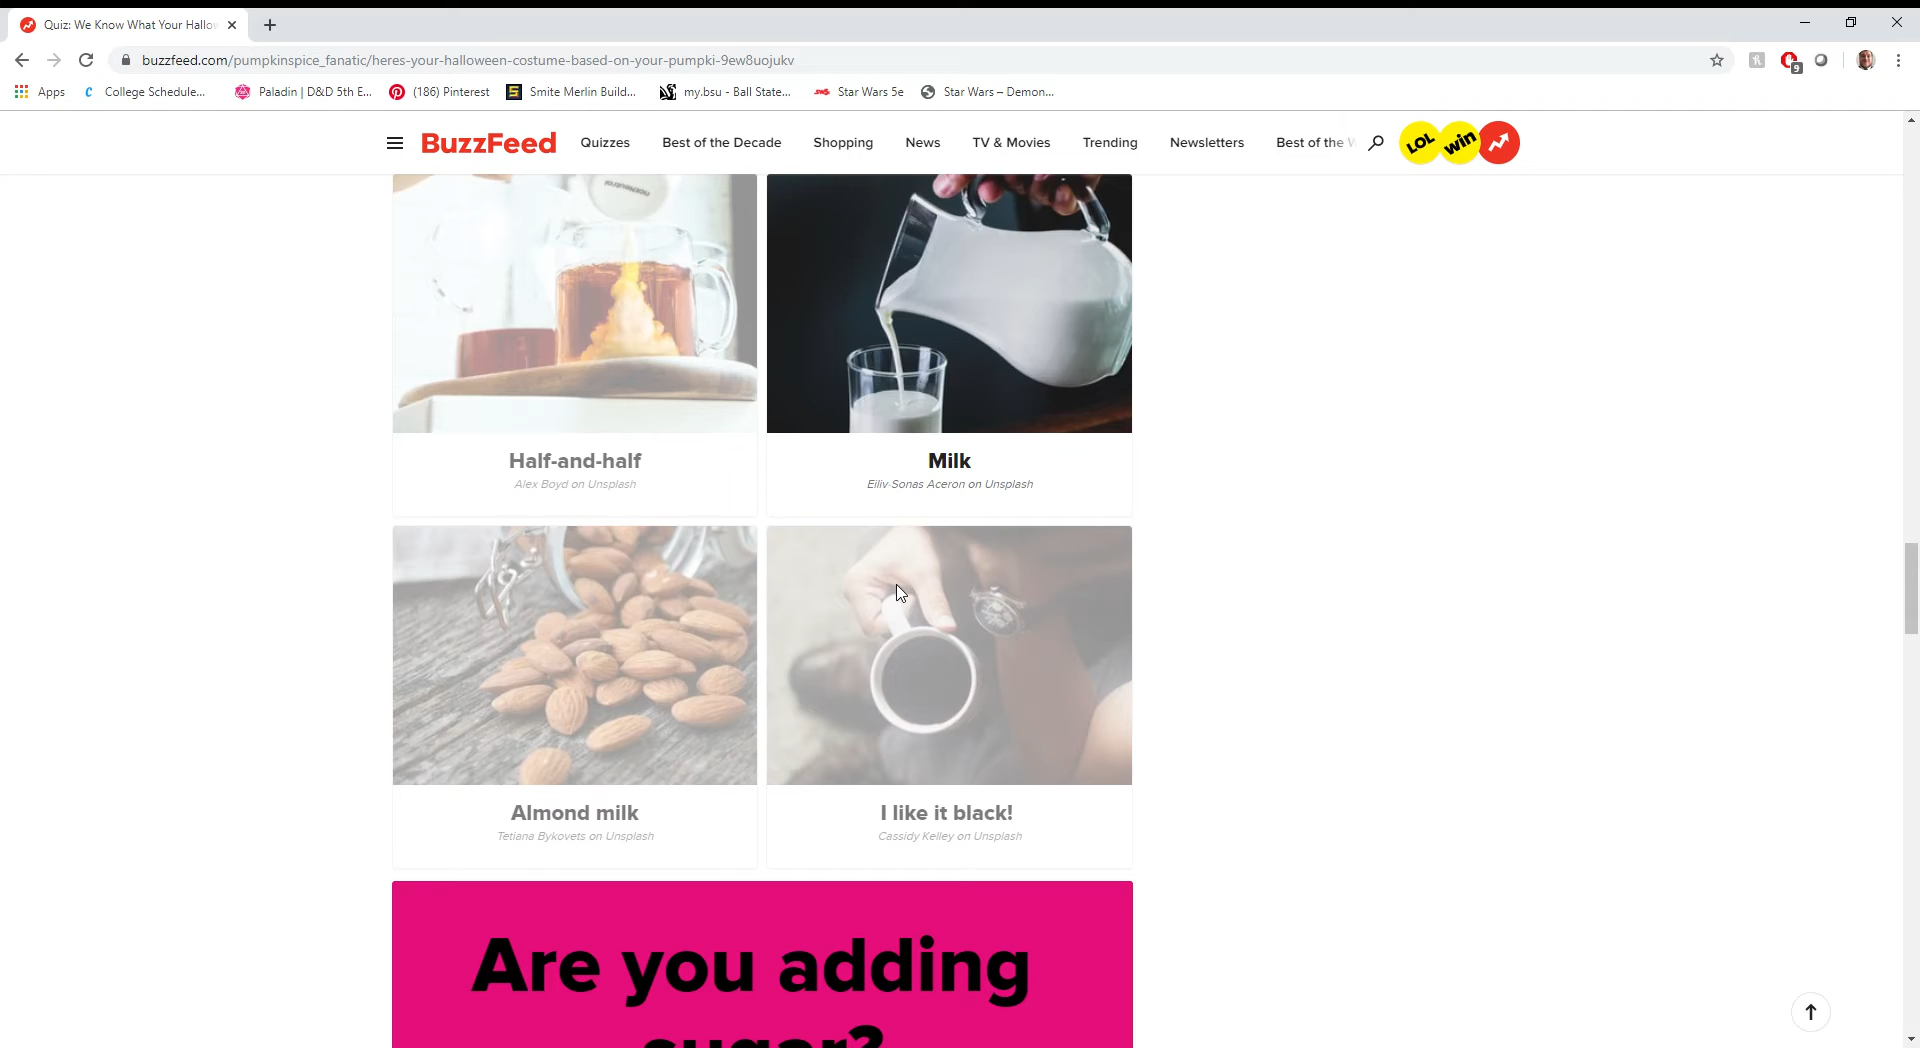 Quiz: We Know What Your Hallov
buzzfeed.com/pumpkinspice_fanatic/heres-your-halloween-costume-based-on-your-pumpki-9ew8uojukv
9
Apps
College Schedule...
Paladin | D&D 5th E...
(186) Pinterest
Smite Merlin Build...
my.bsu - Ball State...
Star Wars 5e
Star Wars – Demon...
BuzzFeed
Quizzes
Best of the Decade
Shopping
News
TV & Movies
Trending
Newsletters
Best of the W
LOL
win
notNeutral
Half-and-half
Alex Boyd on Unsplash
Milk
Eiliv-Sonas Aceron on Unsplash
Almond milk
Tetiana Bykovets on Unsplash
I like it black!
Cassidy Kelley on Unsplash
Are you adding
sugar?